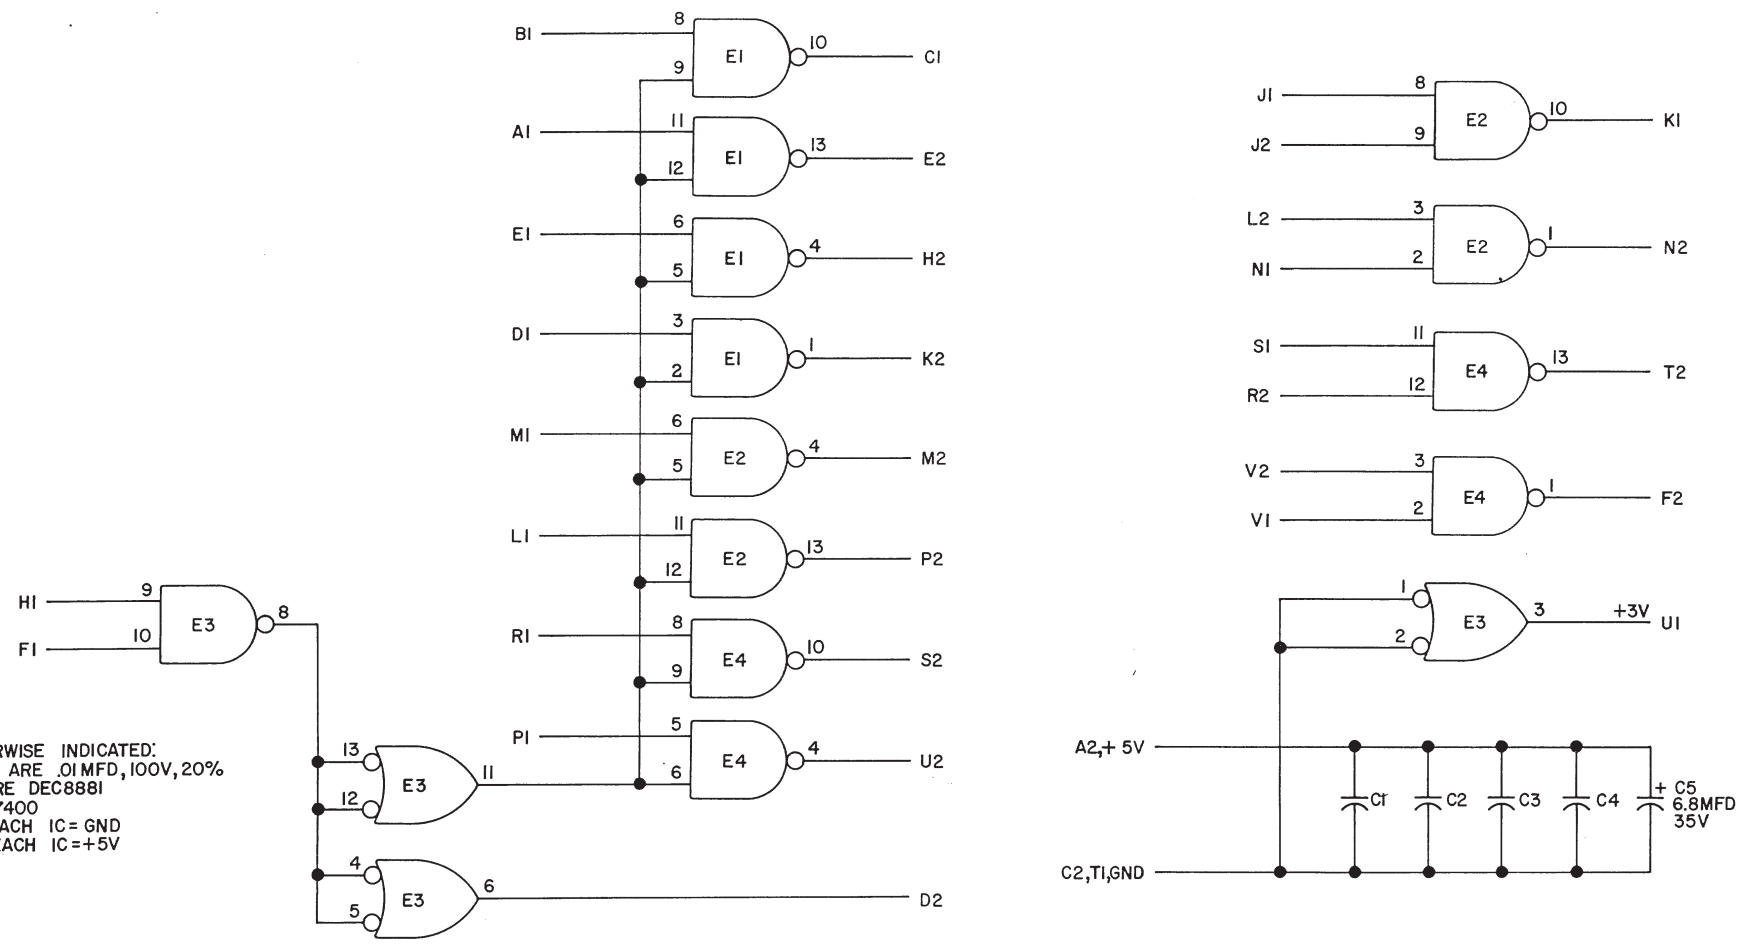 B1 8 9 E1 10 C1
A1 11 12 E1 13 E2
E1 6 5 E1 4 H2
D1 3 2 E1 1 K2
M1 6 5 E2 4 M2
L1 11 12 E2 13 P2
R1 8 9 E4 10 S2
P1 5 6 E4 4 U2
H1 9 F1 10 E3 8
13 12 E3 11
4 5 E3 6 D2
RWISE INDICATED:
ARE .01MFD,100V,20%
RE DEC8881
7400
ACH IC=GND
EACH IC=+5V
J1 8 J2 9 E2 10 K1
L2 3 N1 2 E2 1 N2
S1 11 R2 12 E4 13 T2
V2 3 V1 2 E4 1 F2
1 2 E3 3 +3V U1
A2,+5V
C1 C2 C3 C4 + C5
6.8MFD
35V
C2,T1,GND